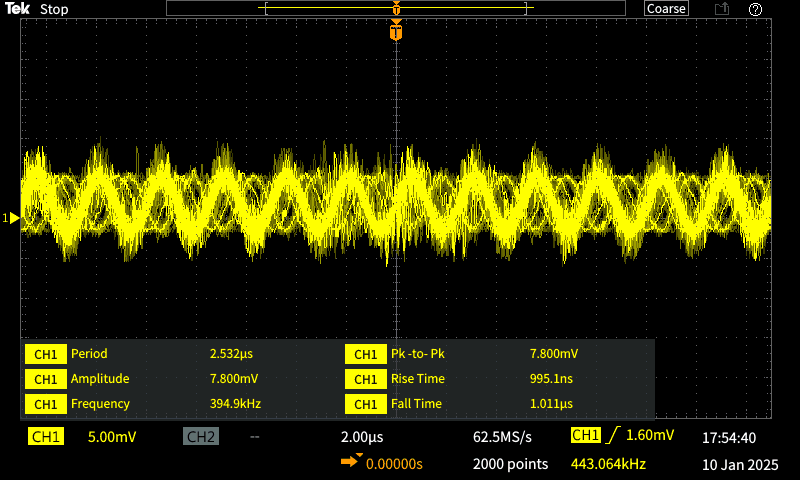 Tek Stop T Coarse ?
T
1
CH1 Period 2.532µs CH1 Pk -to- Pk 7.800mV
CH1 Amplitude 7.800mV CH1 Rise Time 995.1ns
CH1 Frequency 394.9kHz CH1 Fall Time 1.011µs
CH1 5.00mV CH2 -- 2.00µs 62.5MS/s CH1 1.60mV 17:54:40
0.00000s 2000 points 443.064kHz 10 Jan 2025